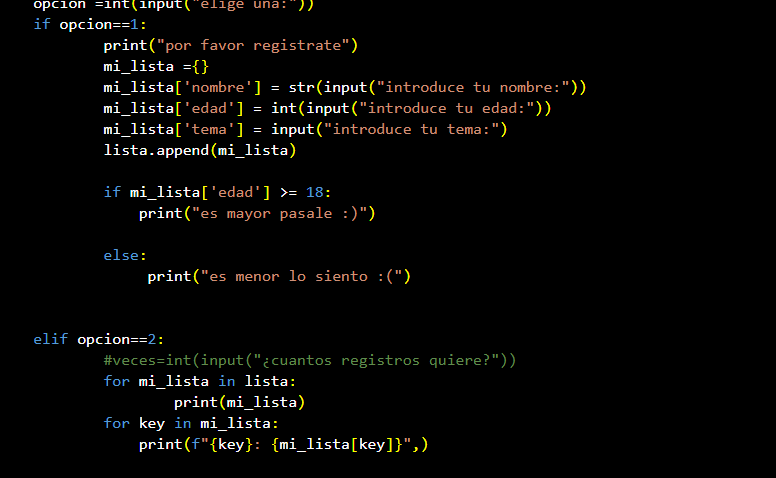 opcion =int(input("elige una:"))
if opcion==1:
print("por favor registrate")
mi_lista ={}
mi_lista['nombre'] = str(input("introduce tu nombre:"))
mi_lista['edad'] = int(input("introduce tu edad:"))
mi_lista['tema'] = input("introduce tu tema:")
lista.append(mi_lista)
if mi_lista['edad'] >= 18:
print("es mayor pasale :)")
else:
print("es menor lo siento :(")
elif opcion==2:
#veces=int(input("¿cuantos registros quiere?"))
for mi_lista in lista:
print(mi_lista)
for key in mi_lista:
print(f"{key}: {mi_lista[key]}",)